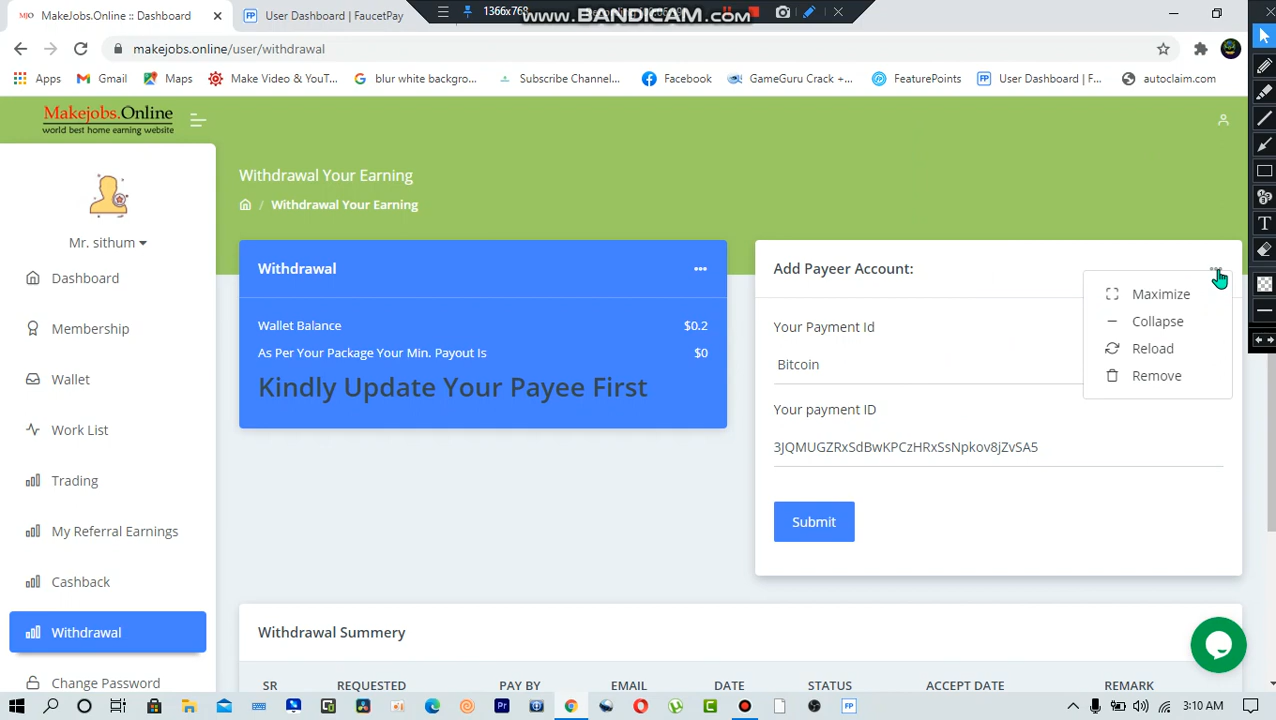 MJO MakeJobs.Online :: Dashboard
FP User Dashboard | FaucetPay
1366x768
www.BANDICAM.com
makejobs.online/user/withdrawal
Apps
Gmail
Maps
Make Video & YouT...
G blur white backgro...
Subscribe Channel...
Facebook
GameGuru Crack +...
FeaturePoints
FP User Dashboard | F...
autoclaim.com
Makejobs.Online
world best home earning website
Mr. sithum
Dashboard
Membership
Wallet
Work List
Trading
My Referral Earnings
Cashback
Withdrawal
Change Password
Withdrawal Your Earning
/ Withdrawal Your Earning
Withdrawal
Wallet Balance $0.2
As Per Your Package Your Min. Payout Is $0
Kindly Update Your Payee First
Add Payeer Account:
Your Payment Id
Bitcoin
Your payment ID
3JQMUGZRxSdBwKPCzHRxSsNpkov8jZvSA5
Submit
Maximize
Collapse
Reload
Remove
Withdrawal Summery
SR REQUESTED PAY BY EMAIL DATE STATUS ACCEPT DATE REMARK
3:10 AM